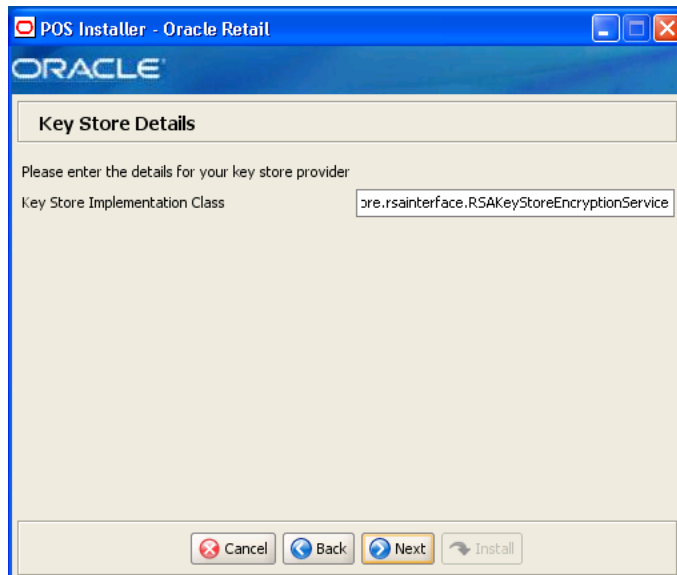 POS Installer - Oracle Retail
ORACLE
Key Store Details
Please enter the details for your key store provider
Key Store Implementation Class
ore.rsainterface.RSAKeyStoreEncryptionService
Cancel
Back
Next
Install